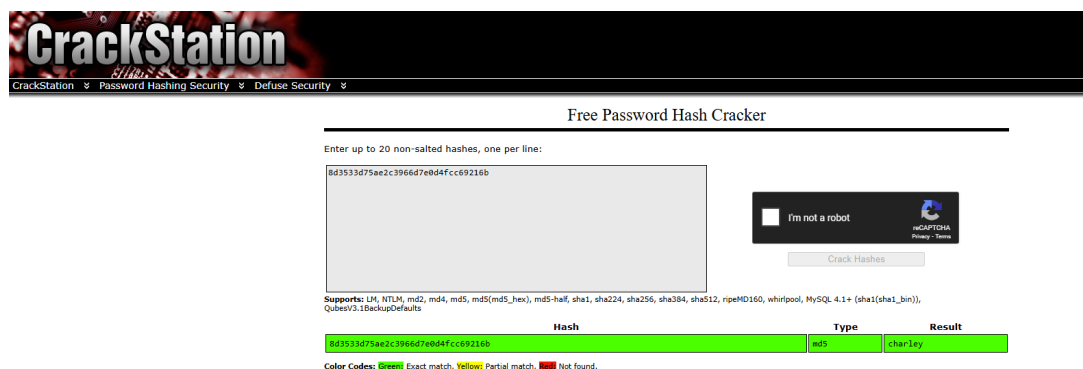 CrackStation
CrackStation ⌄ Password Hashing Security ⌄ Defuse Security ⌄
Free Password Hash Cracker
Enter up to 20 non-salted hashes, one per line:
8d3533d75ae2c3966d7e0d4fcc69216b
I'm not a robot
reCAPTCHA
Privacy - Terms
Crack Hashes
Supports: LM, NTLM, md2, md4, md5, md5(md5_hex), md5-half, sha1, sha224, sha256, sha384, sha512, ripeMD160, whirlpool, MySQL 4.1+ (sha1(sha1_bin)),
QubesV3.1BackupDefaults
Hash Type Result
8d3533d75ae2c3966d7e0d4fcc69216b md5 charley
Color Codes: Green: Exact match, Yellow: Partial match, Red: Not found.